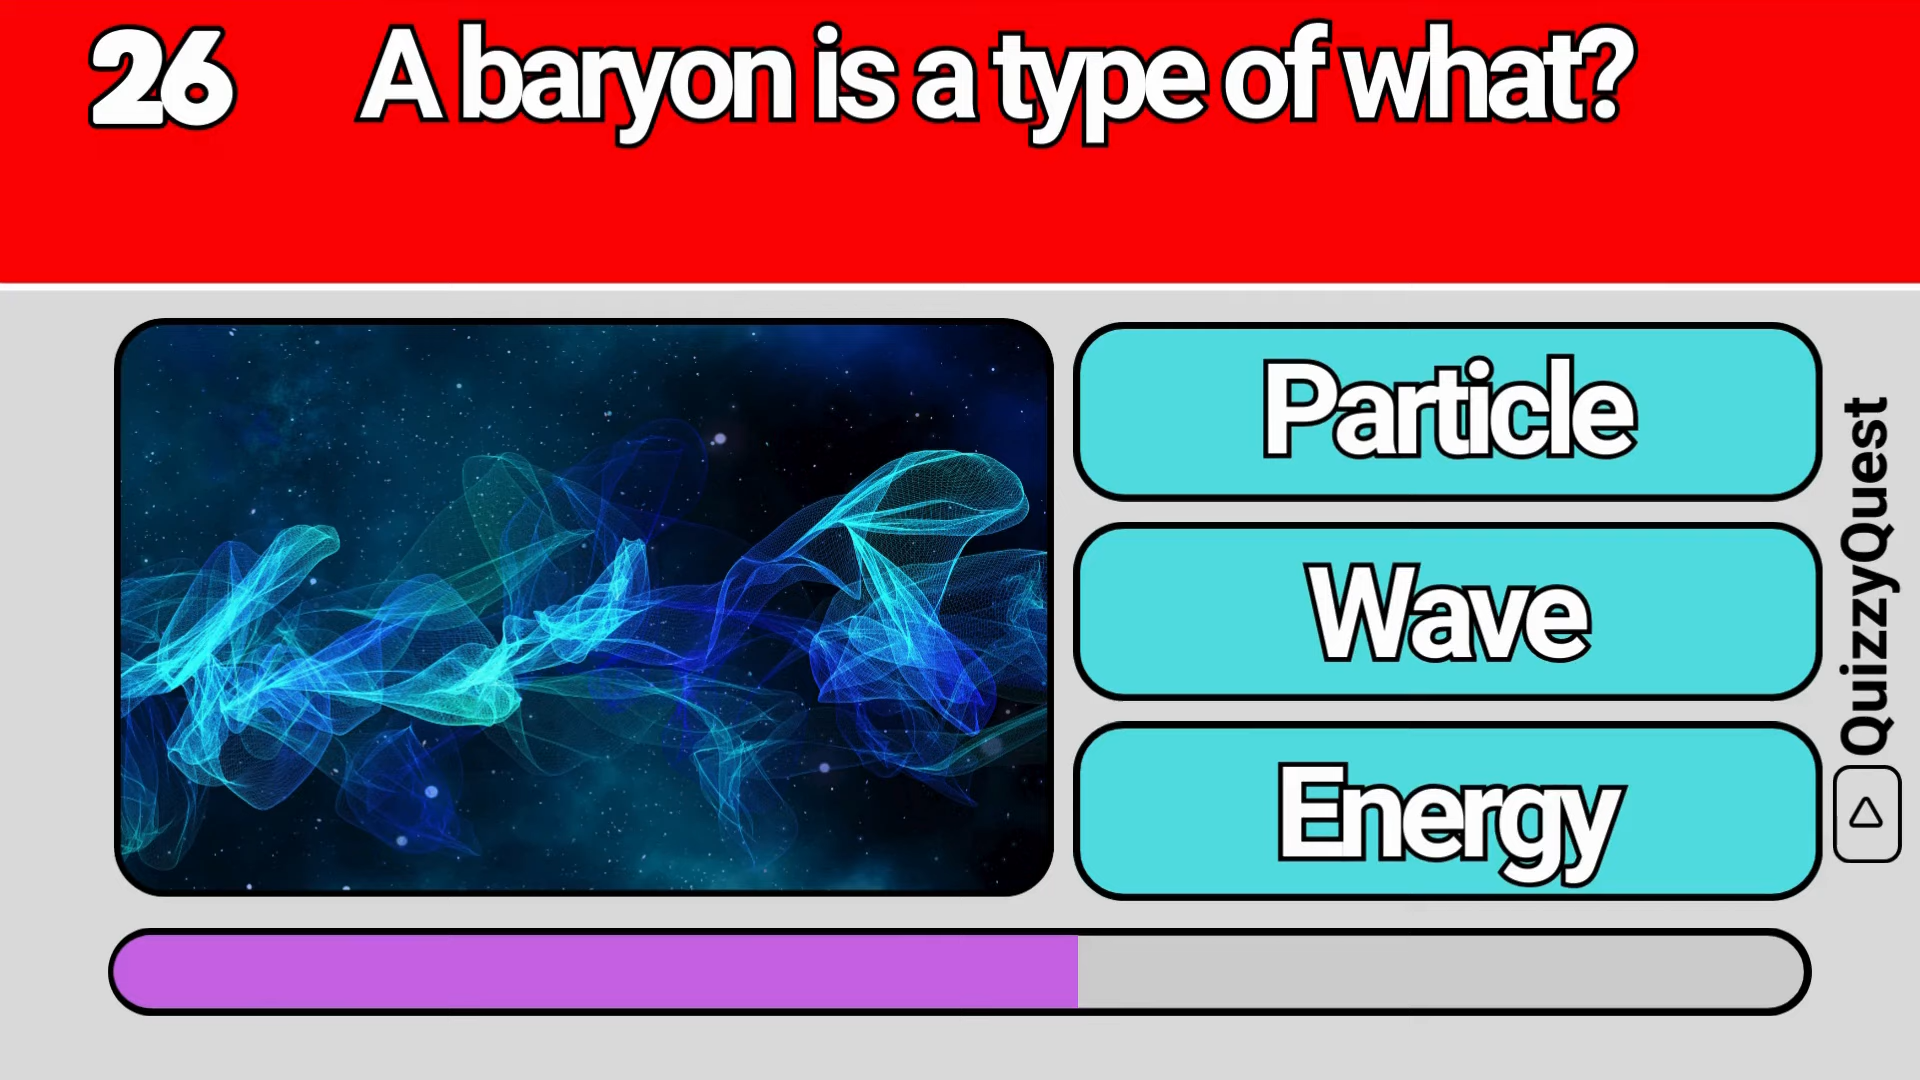 26 A baryon is a type of what?
Particle
Wave
Energy
QuizzyQuest